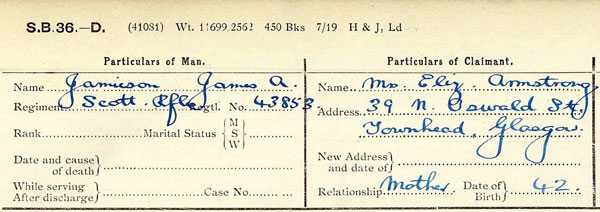 S.B. 36.—D. (41081) Wt. 11699/2562 450 Bks 7/19 H & J, Ld
Particulars of Man.
Name Jamieson James A.
Regiment Scott. Rfls Regtl. No. 43853
Rank Marital Status { M S W
Date and cause of death }
While serving After discharge } Case No.
Particulars of Claimant.
Name Mrs Eliz. Armstrong,
Address 39 N. Oswald St,
Townhead, Glasgow
New Address and date of }
Relationship Mother. Date of Birth } 42.